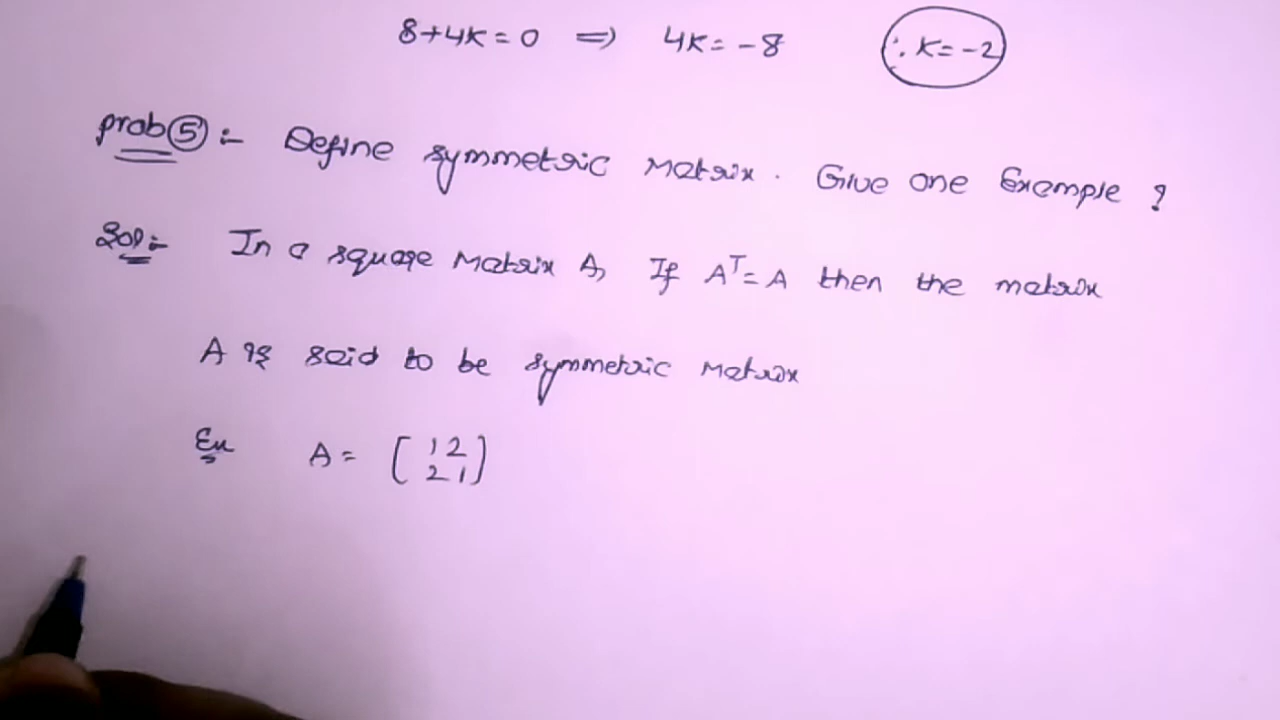 8+4K=0 ⇒ 4K=-8 ∴ K=-2
prob⑤:- Define symmetric Matrix. Give one Example ?
Sol:- In a square Matrix A, If Aᵀ=A then the matrix
A is said to be symmetric Matrix
Ex A= [ 1 2
2 1 ]